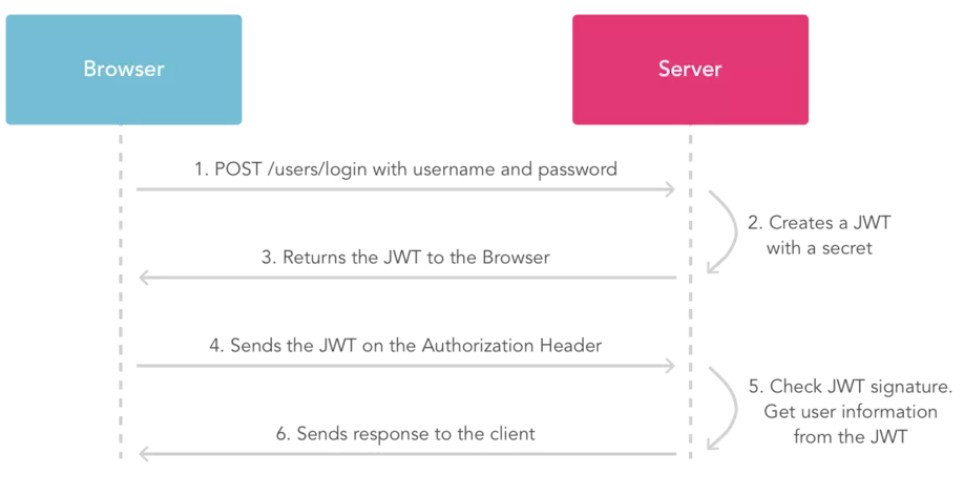 Browser
Server
1. POST /users/login with username and password
2. Creates a JWT
with a secret
3. Returns the JWT to the Browser
4. Sends the JWT on the Authorization Header
5. Check JWT signature.
Get user information
from the JWT
6. Sends response to the client